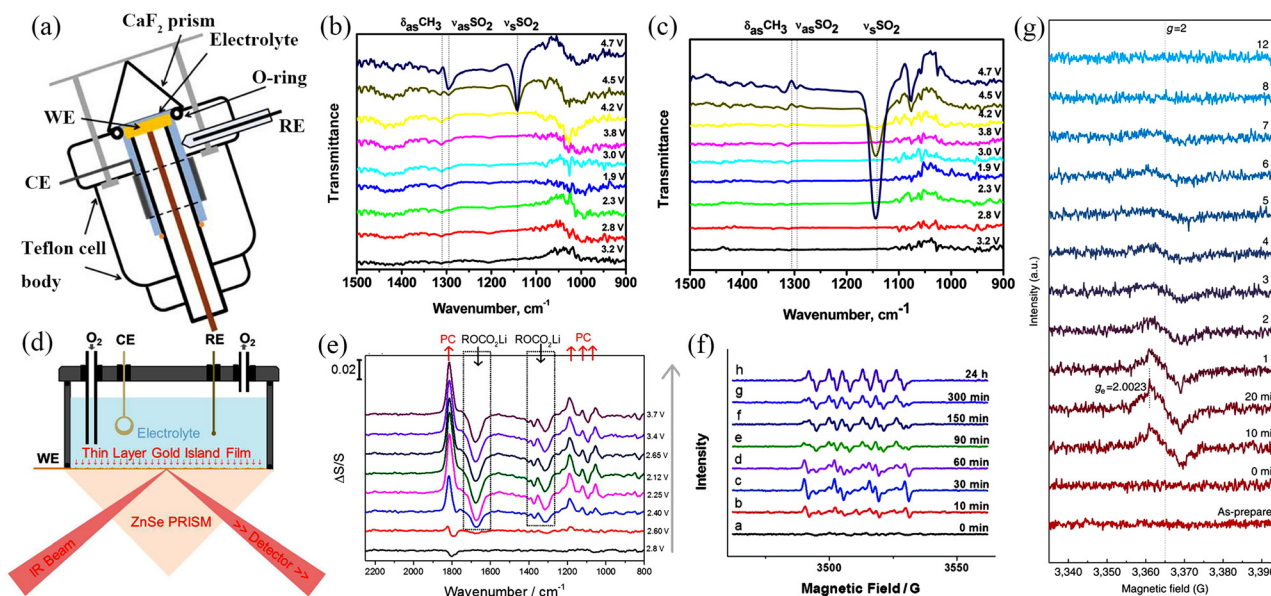 (a)
CaF2 prism
Electrolyte
O-ring
WE
RE
CE
Teflon cell
body
(b)
δasCH3 νasSO2 νsSO2
4.7 V
4.5 V
4.2 V
3.8 V
3.0 V
1.9 V
2.3 V
2.8 V
3.2 V
Transmittance
1500 1400 1300 1200 1100 1000 900
Wavenumber, cm-1
(c)
δasCH3 νasSO2 νsSO2
4.7 V
4.5 V
4.2 V
3.8 V
3.0 V
1.9 V
2.3 V
2.8 V
3.2 V
Transmittance
1500 1400 1300 1200 1100 1000 900
Wavenumber, cm-1
(d)
O2 CE RE O2
Electrolyte
Thin Layer Gold Island Film
WE
ZnSe PRISM
IR Beam
>> Detector >>
(e)
PC ROCO2Li ROCO2Li PC
0.02
3.7 V
3.4 V
2.65 V
2.12 V
2.25 V
2.40 V
2.60 V
2.8 V
ΔS/S
2200 2000 1800 1600 1400 1200 1000 800
Wavenumber / cm-1
(f)
h 24 h
g 300 min
f 150 min
e 90 min
d 60 min
c 30 min
b 10 min
a 0 min
Intensity
3500 3550
Magnetic Field / G
(g)
g=2
12
8
7
6
5
4
3
2
1
ge=2.0023
20 mi
10 mi
0 mi
As-prepare
Intensity (a.u.)
3,340 3,350 3,360 3,370 3,380 3,390
Magnetic field (G)